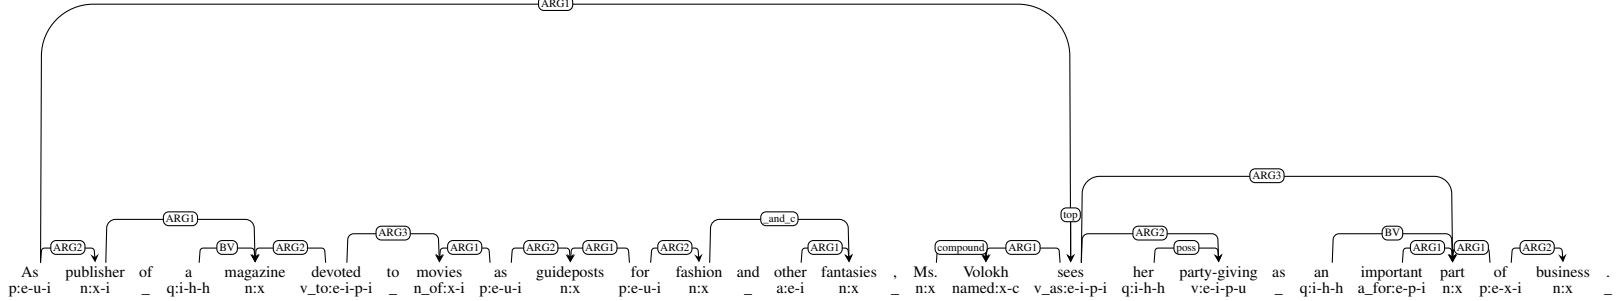 ARG1
ARG3
top
ARG1 _and_c
ARG3 ARG2 BV
ARG2 BV ARG2 ARG1 ARG2 ARG1 ARG2 ARG1 compound ARG1 poss ARG1 ARG1 ARG2
As publisher of a magazine devoted to movies as guideposts for fashion and other fantasies , Ms. Volokh sees her party-giving as an important part of business .
p:e-u-i n:x-i _ q:i-h-h n:x v_to:e-i-p-i _ n_of:x-i p:e-u-i n:x p:e-u-i n:x _ a:e-i n:x _ n:x named:x-c v_as:e-i-p-i q:i-h-h v:e-i-p-u _ q:i-h-h a_for:e-p-i n:x p:e-x-i n:x _